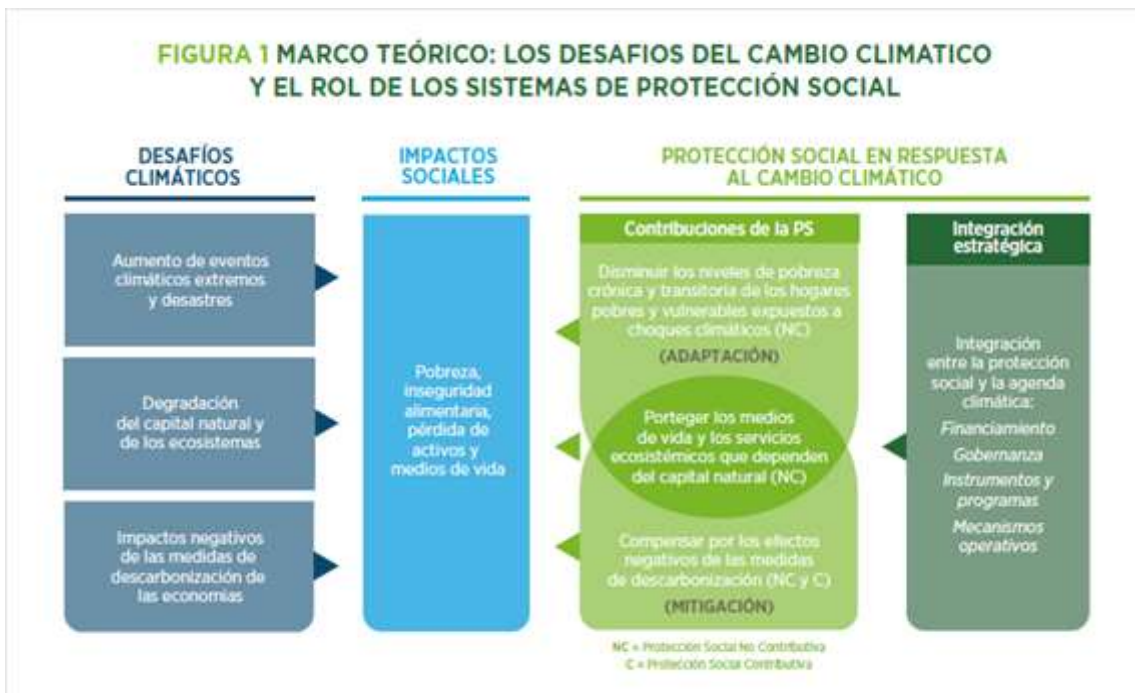 FIGURA 1 MARCO TEÓRICO: LOS DESAFIOS DEL CAMBIO CLIMATICO
Y EL ROL DE LOS SISTEMAS DE PROTECCIÓN SOCIAL
DESAFÍOS
CLIMÁTICOS
Aumento de eventos
climáticos extremos
y desastres
Degradación
del capital natural y
de los ecosistemas
Impactos negativos
de las medidas de
descarbonización de
las economías
IMPACTOS
SOCIALES
Pobreza,
inseguridad
alimentaria,
pérdida de
activos y
medios de vida
PROTECCIÓN SOCIAL EN RESPUESTA
AL CAMBIO CLIMÁTICO
Contribuciones de la PS
Disminuir los niveles de pobreza
crónica y transitoria de los hogares
pobres y vulnerables expuestos a
choques climáticos (NC)
(ADAPTACIÓN)
Porteger los medios
de vida y los servicios
ecosistémicos que dependen
del capital natural (NC)
Compensar por los efectos
negativos de las medidas
de descarbonización (NC y C)
(MITIGACIÓN)
NC = Protección Social No Contributiva
C = Protección Social Contributiva
Integración
estratégica
Integración
entre la protección
social y la agenda
climática:
Financiamiento
Gobernanza
Instrumentos y
programas
Mecanismos
operativos